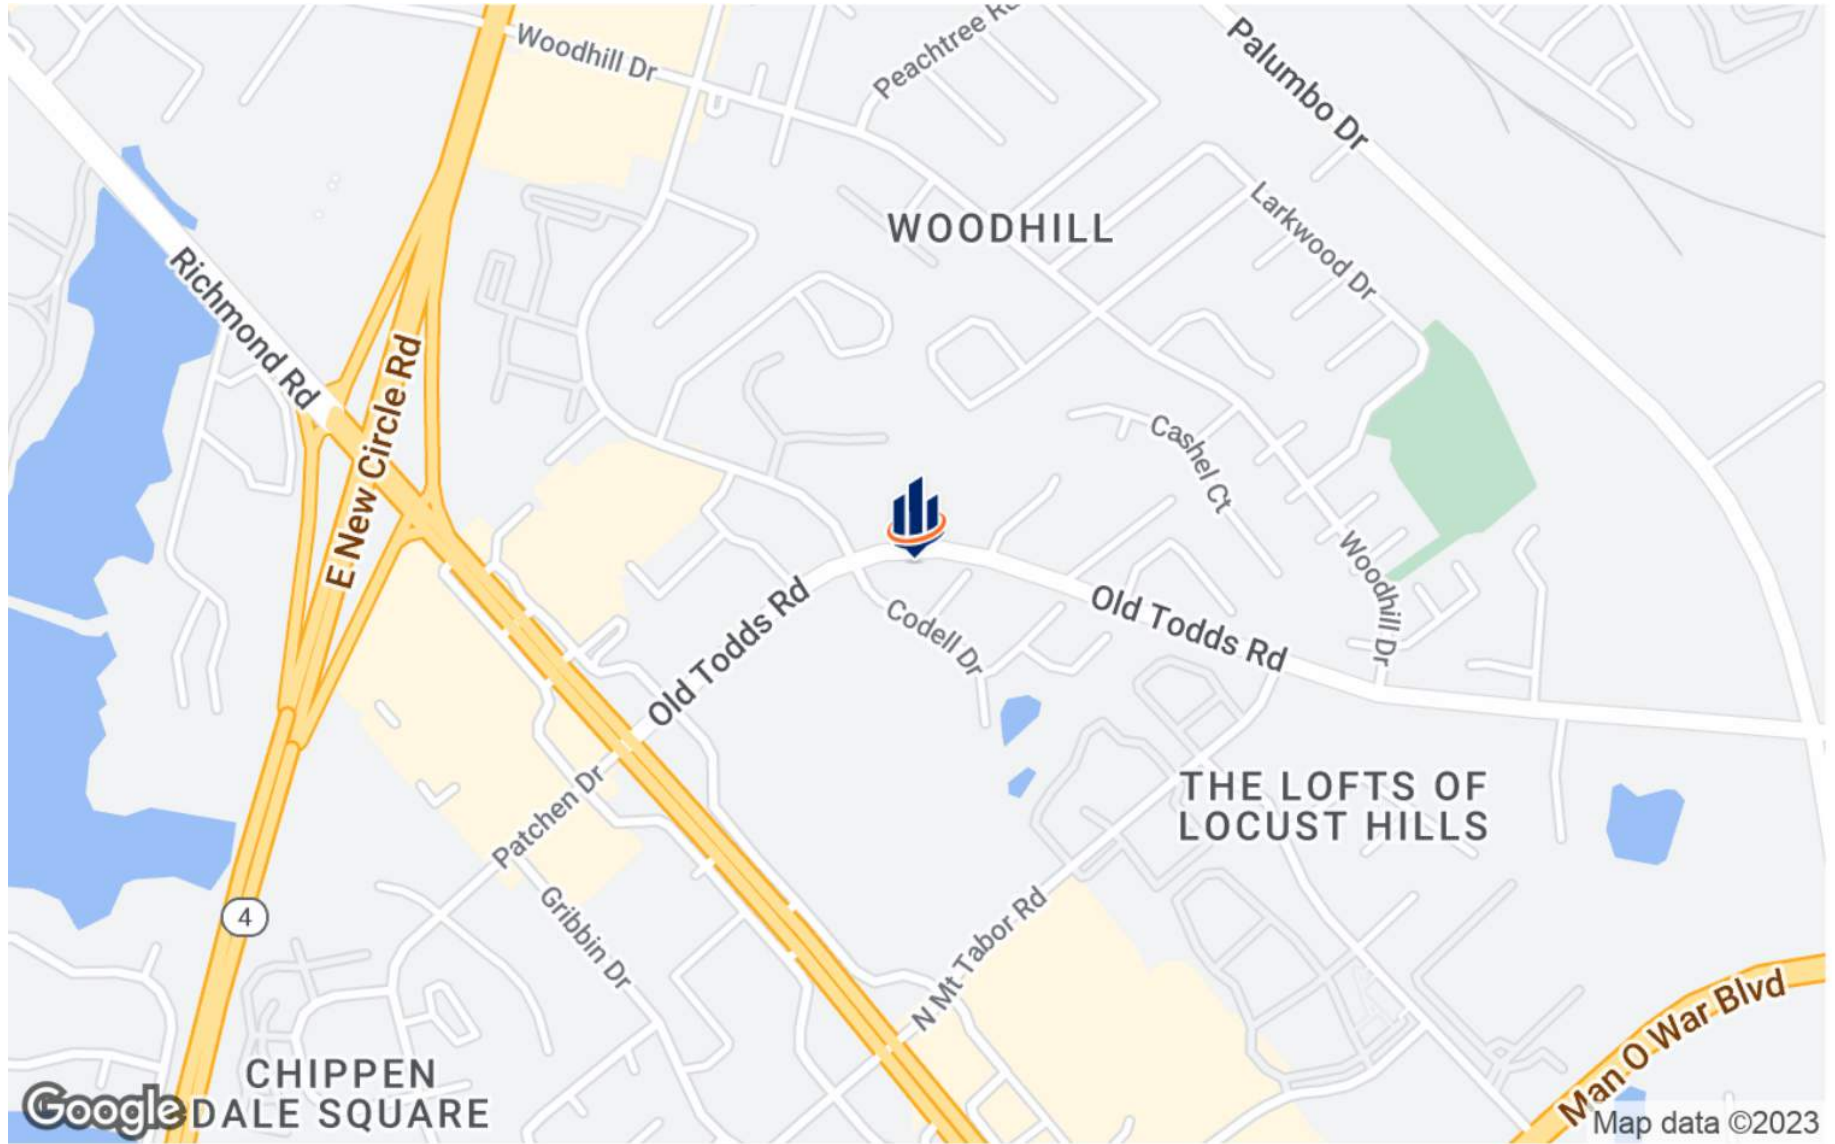 Woodhill Dr
Peachtree Rd
Palumbo Dr
Larkwood Dr
WOODHILL
Richmond Rd
E New Circle Rd
Cashel Ct
Woodhill Dr
Old Todds Rd
Old Todds Rd
Codell Dr
THE LOFTS OF
LOCUST HILLS
Patchen Dr
Gribbin Dr
4
N Mt Tabor Rd
Man O War Blvd
CHIPPEN
DALE SQUARE
Google
Map data ©2023